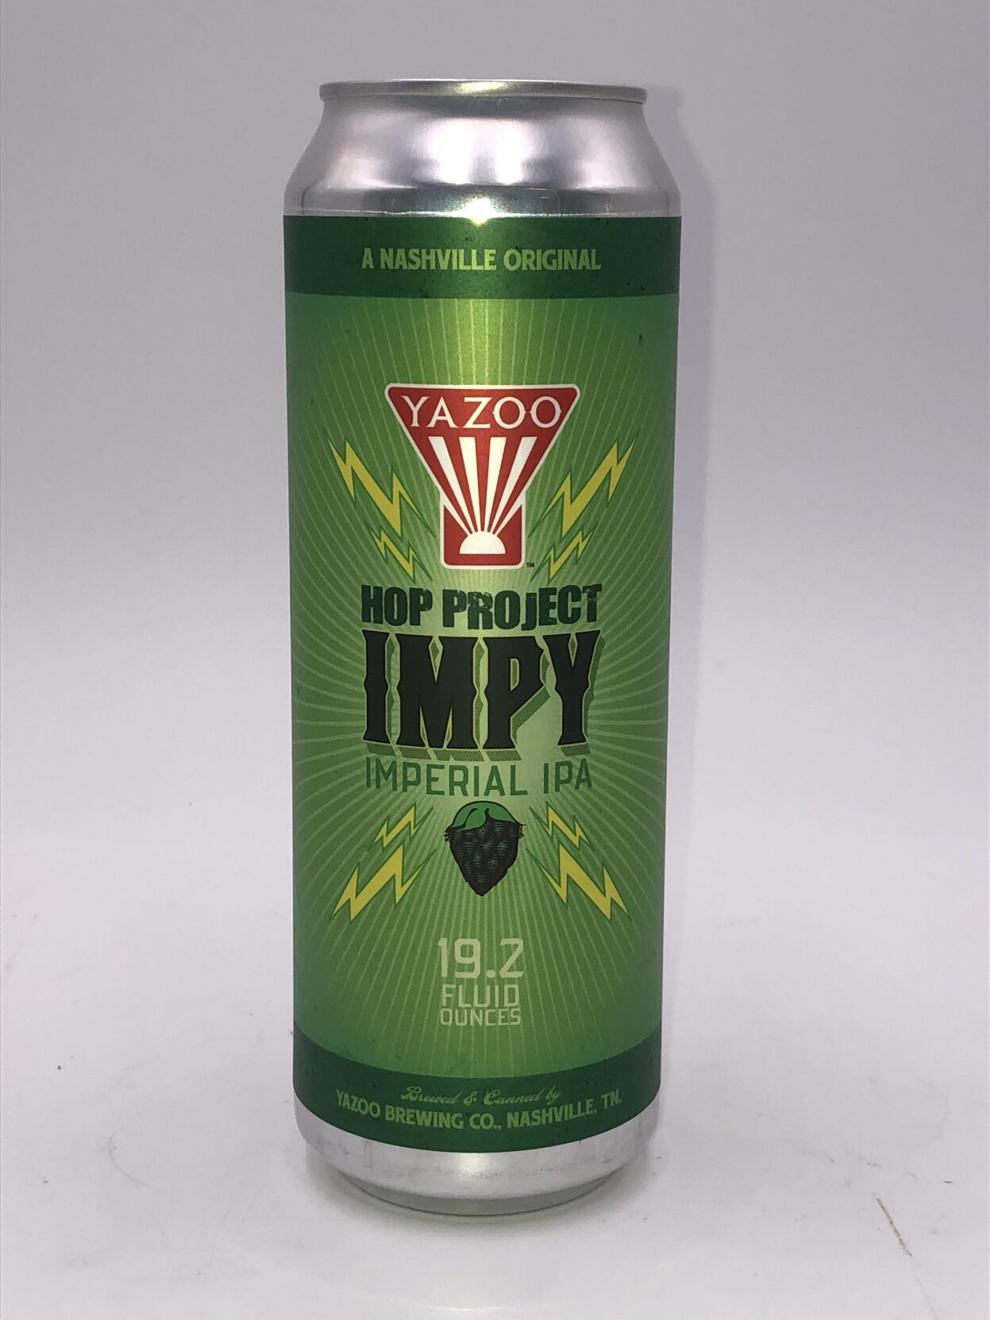 A NASHVILLE ORIGINAL
YAZOO
TM
HOP PROJECT
IMPY
IMPERIAL IPA
19.2
FLUID
OUNCES
Brewed & Canned by
YAZOO BREWING CO., NASHVILLE, TN.